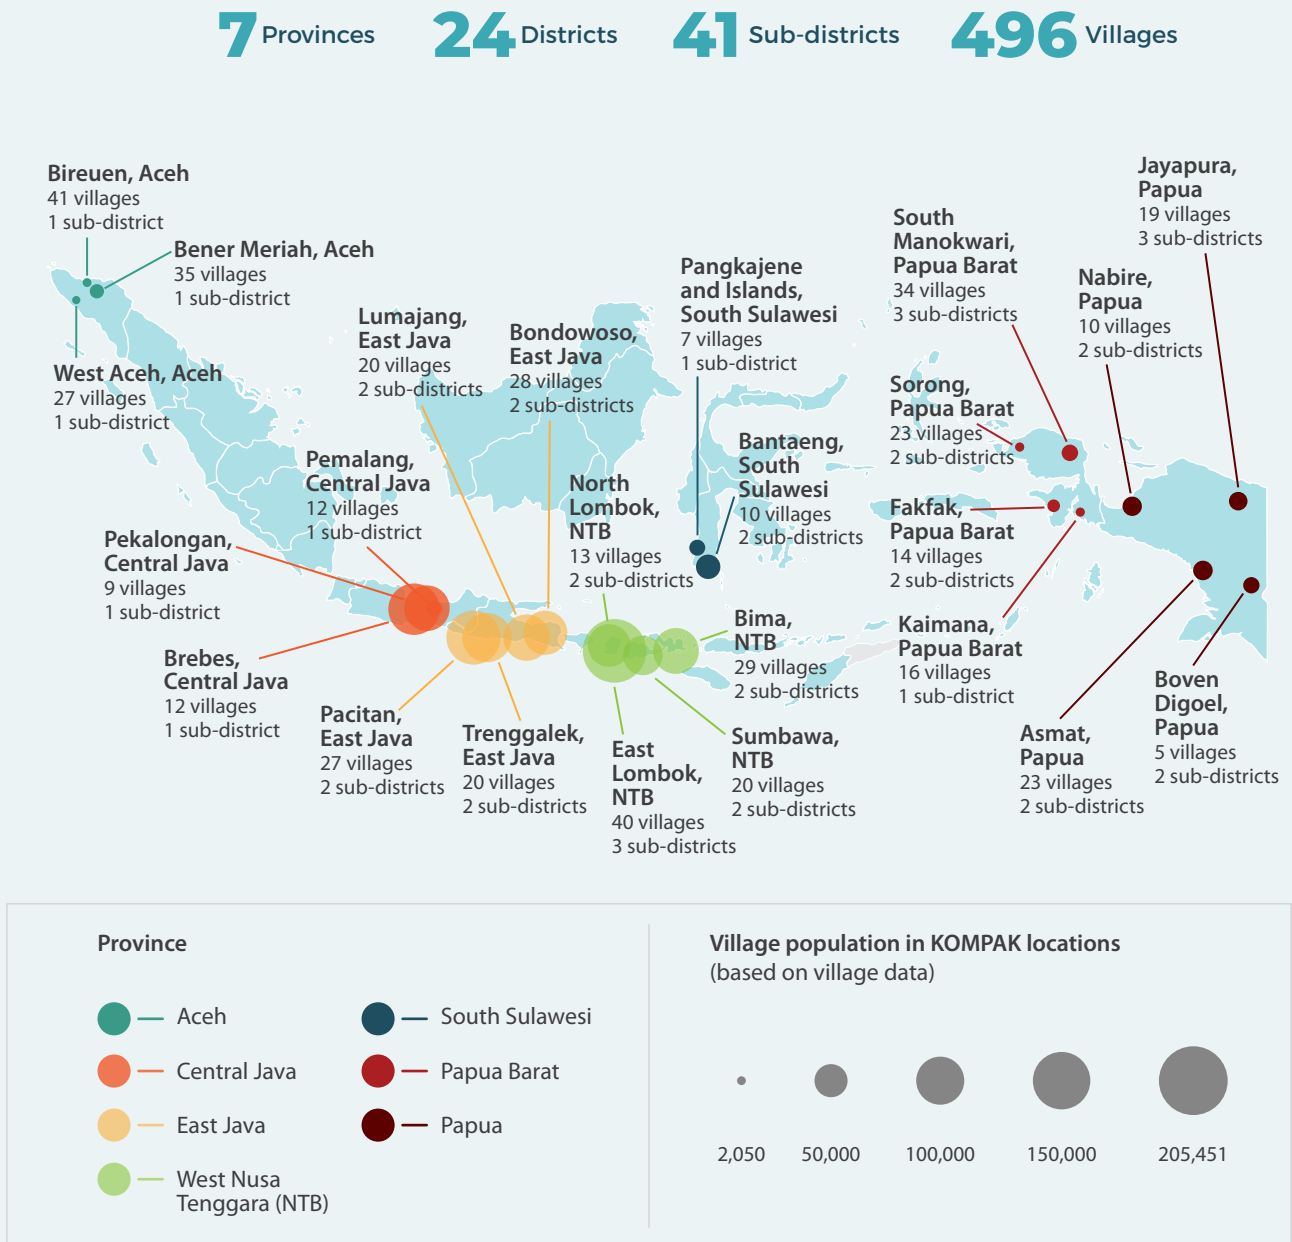 7 Provinces 24 Districts 41 Sub-districts 496 Villages
Bireuen, Aceh
41 villages
1 sub-district
Bener Meriah, Aceh
35 villages
1 sub-district
West Aceh, Aceh
27 villages
1 sub-district
Lumajang,
East Java
20 villages
2 sub-districts
Bondowoso,
East Java
28 villages
2 sub-districts
Pangkajene
and Islands,
South Sulawesi
7 villages
1 sub-district
South
Manokwari,
Papua Barat
34 villages
3 sub-districts
Jayapura,
Papua
19 villages
3 sub-districts
Nabire,
Papua
10 villages
2 sub-districts
Sorong,
Papua Barat
23 villages
2 sub-districts
Bantaeng,
South
Sulawesi
10 villages
2 sub-districts
Pemalang,
Central Java
12 villages
1 sub-district
North
Lombok,
NTB
13 villages
2 sub-districts
Fakfak,
Papua Barat
14 villages
2 sub-districts
Pekalongan,
Central Java
9 villages
1 sub-district
Brebes,
Central Java
12 villages
1 sub-district
Pacitan,
East Java
27 villages
2 sub-districts
Trenggalek,
East Java
20 villages
2 sub-districts
East
Lombok,
NTB
40 villages
3 sub-districts
Bima,
NTB
29 villages
2 sub-districts
Sumbawa,
NTB
20 villages
2 sub-districts
Kaimana,
Papua Barat
16 villages
1 sub-district
Asmat,
Papua
23 villages
2 sub-districts
Boven
Digoel,
Papua
5 villages
2 sub-districts
Province
Aceh
Central Java
East Java
West Nusa
Tenggara (NTB)
South Sulawesi
Papua Barat
Papua
Village population in KOMPAK locations
(based on village data)
2,050 50,000 100,000 150,000 205,451